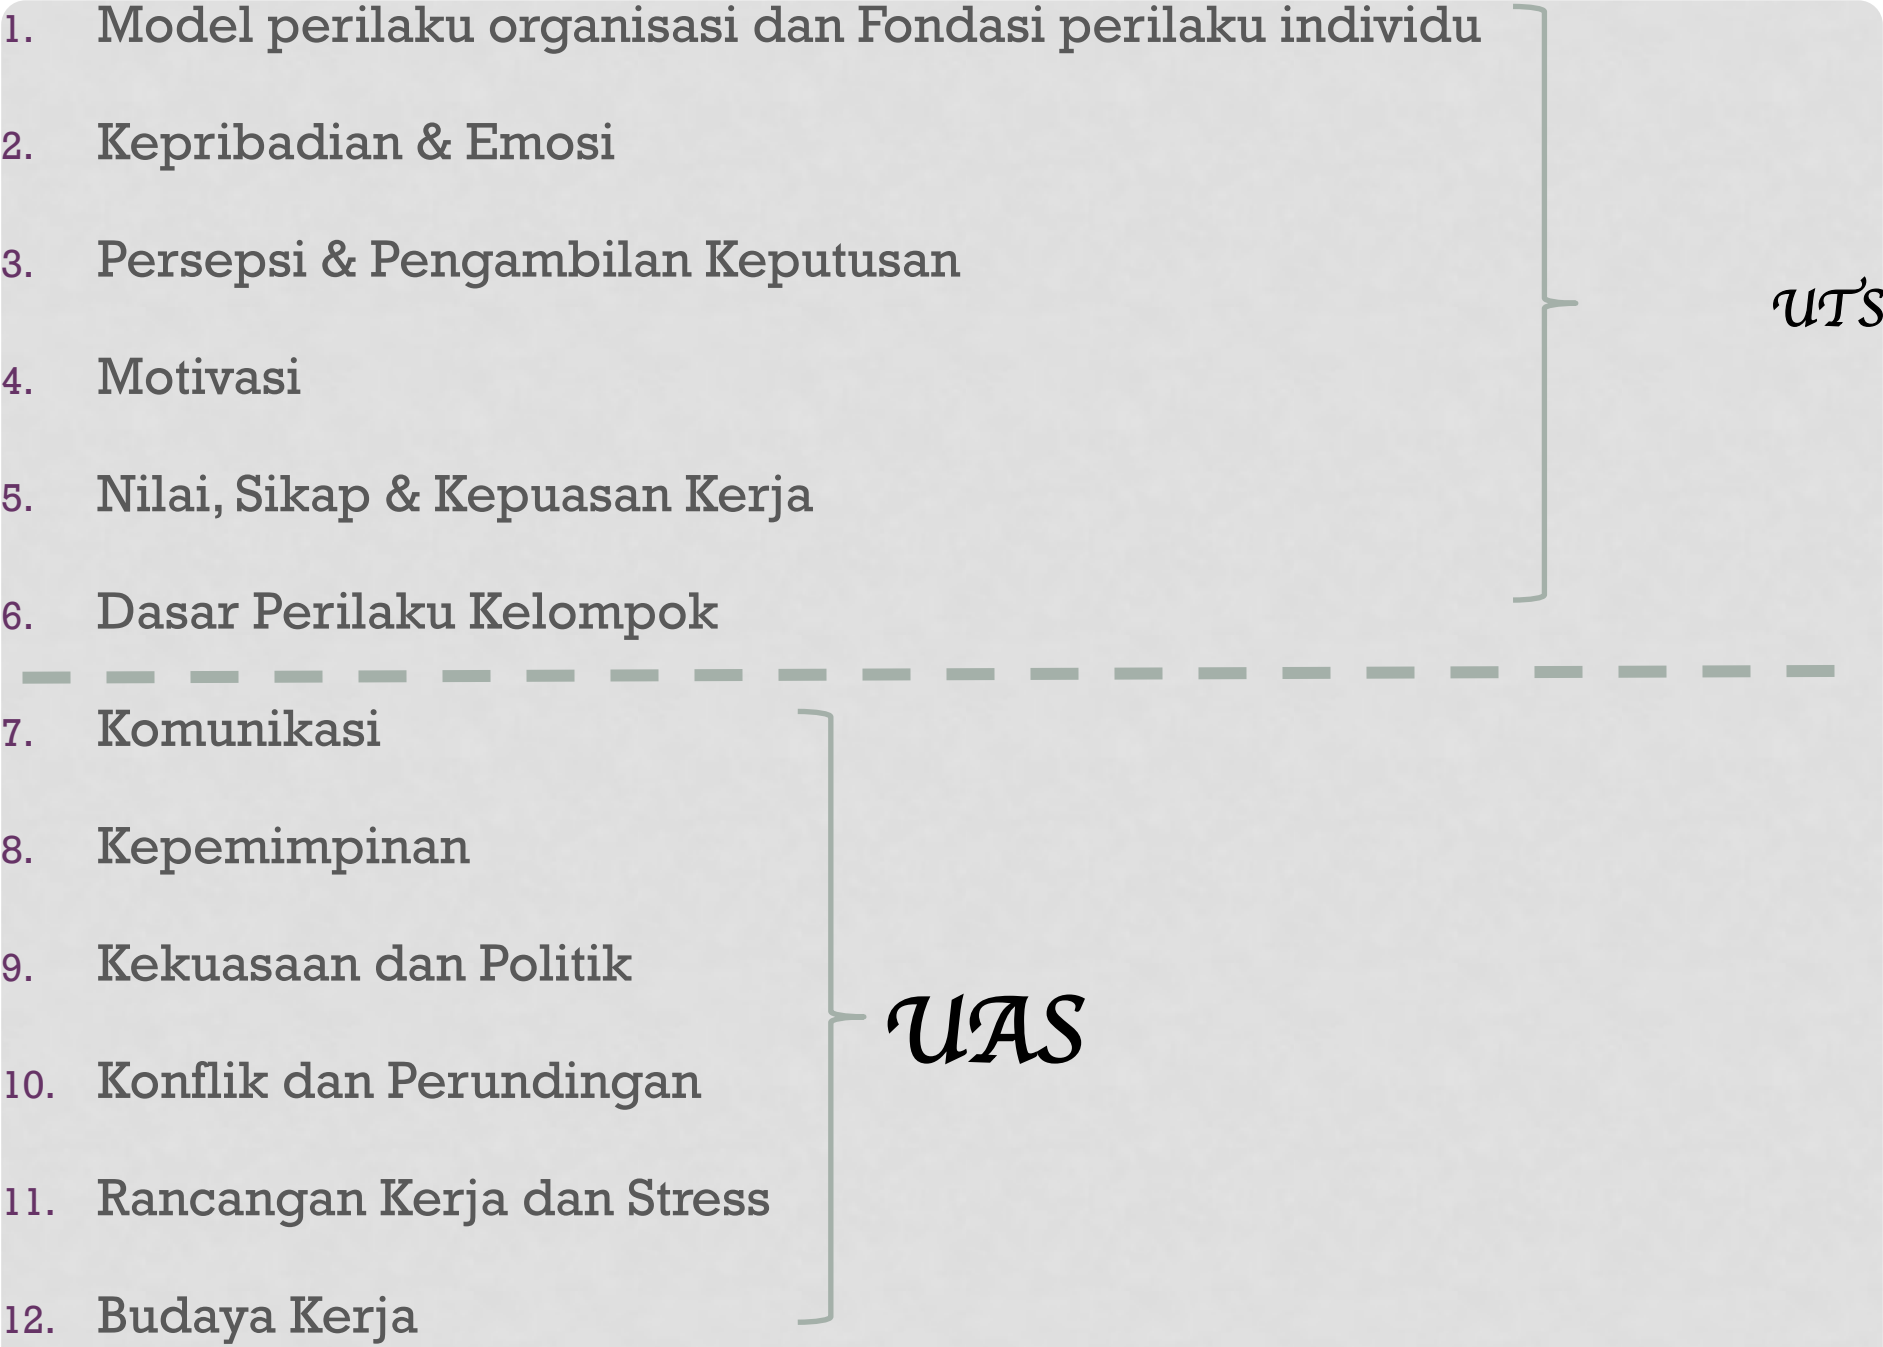 1. Model perilaku organisasi dan Fondasi perilaku individu
2. Kepribadian & Emosi
3. Persepsi & Pengambilan Keputusan
UTS
4. Motivasi
5. Nilai, Sikap & Kepuasan Kerja
6. Dasar Perilaku Kelompok
7. Komunikasi
8. Kepemimpinan
9. Kekuasaan dan Politik
UAS
10. Konflik dan Perundingan
11. Rancangan Kerja dan Stress
12. Budaya Kerja